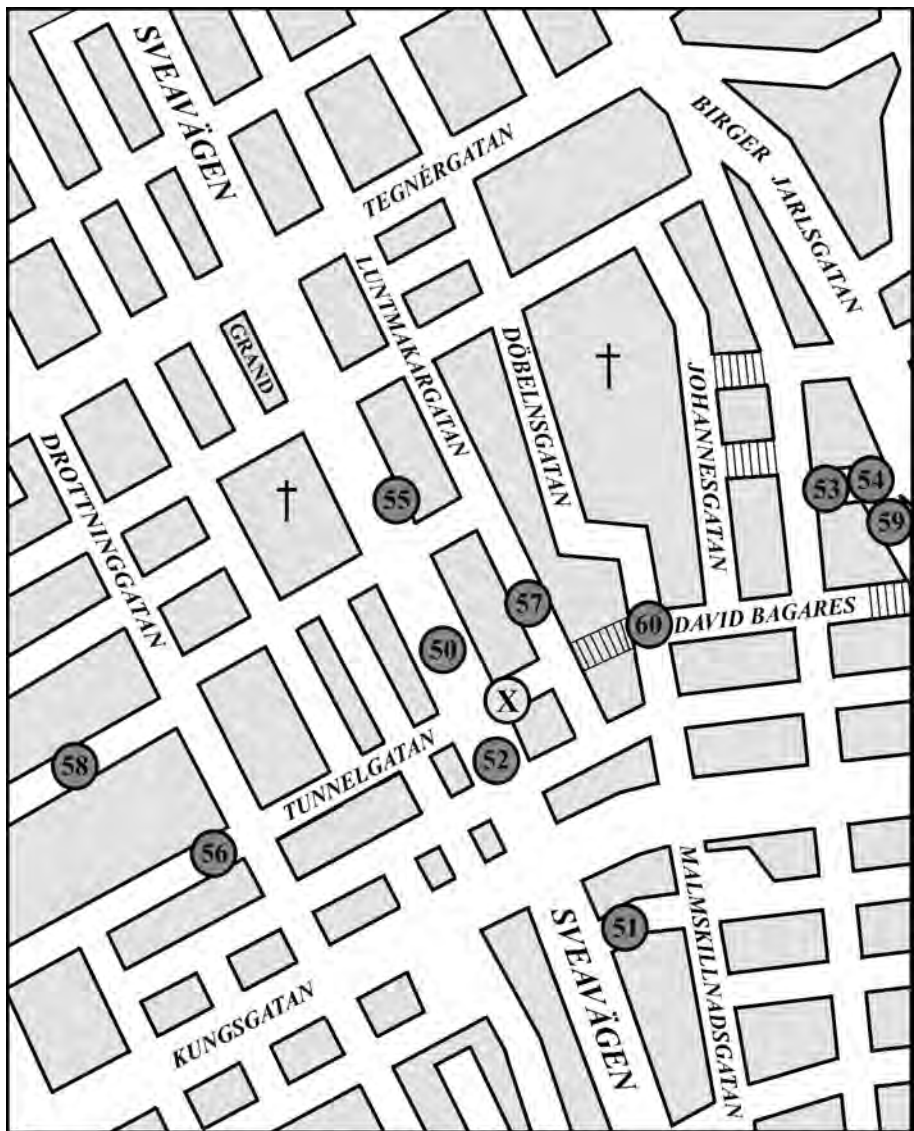 SVEAVÄGEN
BIRGER
JARLSGATAN
TEGNÉRGATAN
LUNTMAKARGATAN
GRAND
DÖBELNSGATAN
JOHANNESGATAN
DROTTNINGGATAN
53
54
55
59
57
60
DAVID BAGARES
50
X
52
TUNNELGATAN
58
56
MALMSKILLNADSGATAN
51
SVEAVÄGEN
KUNGSGATAN